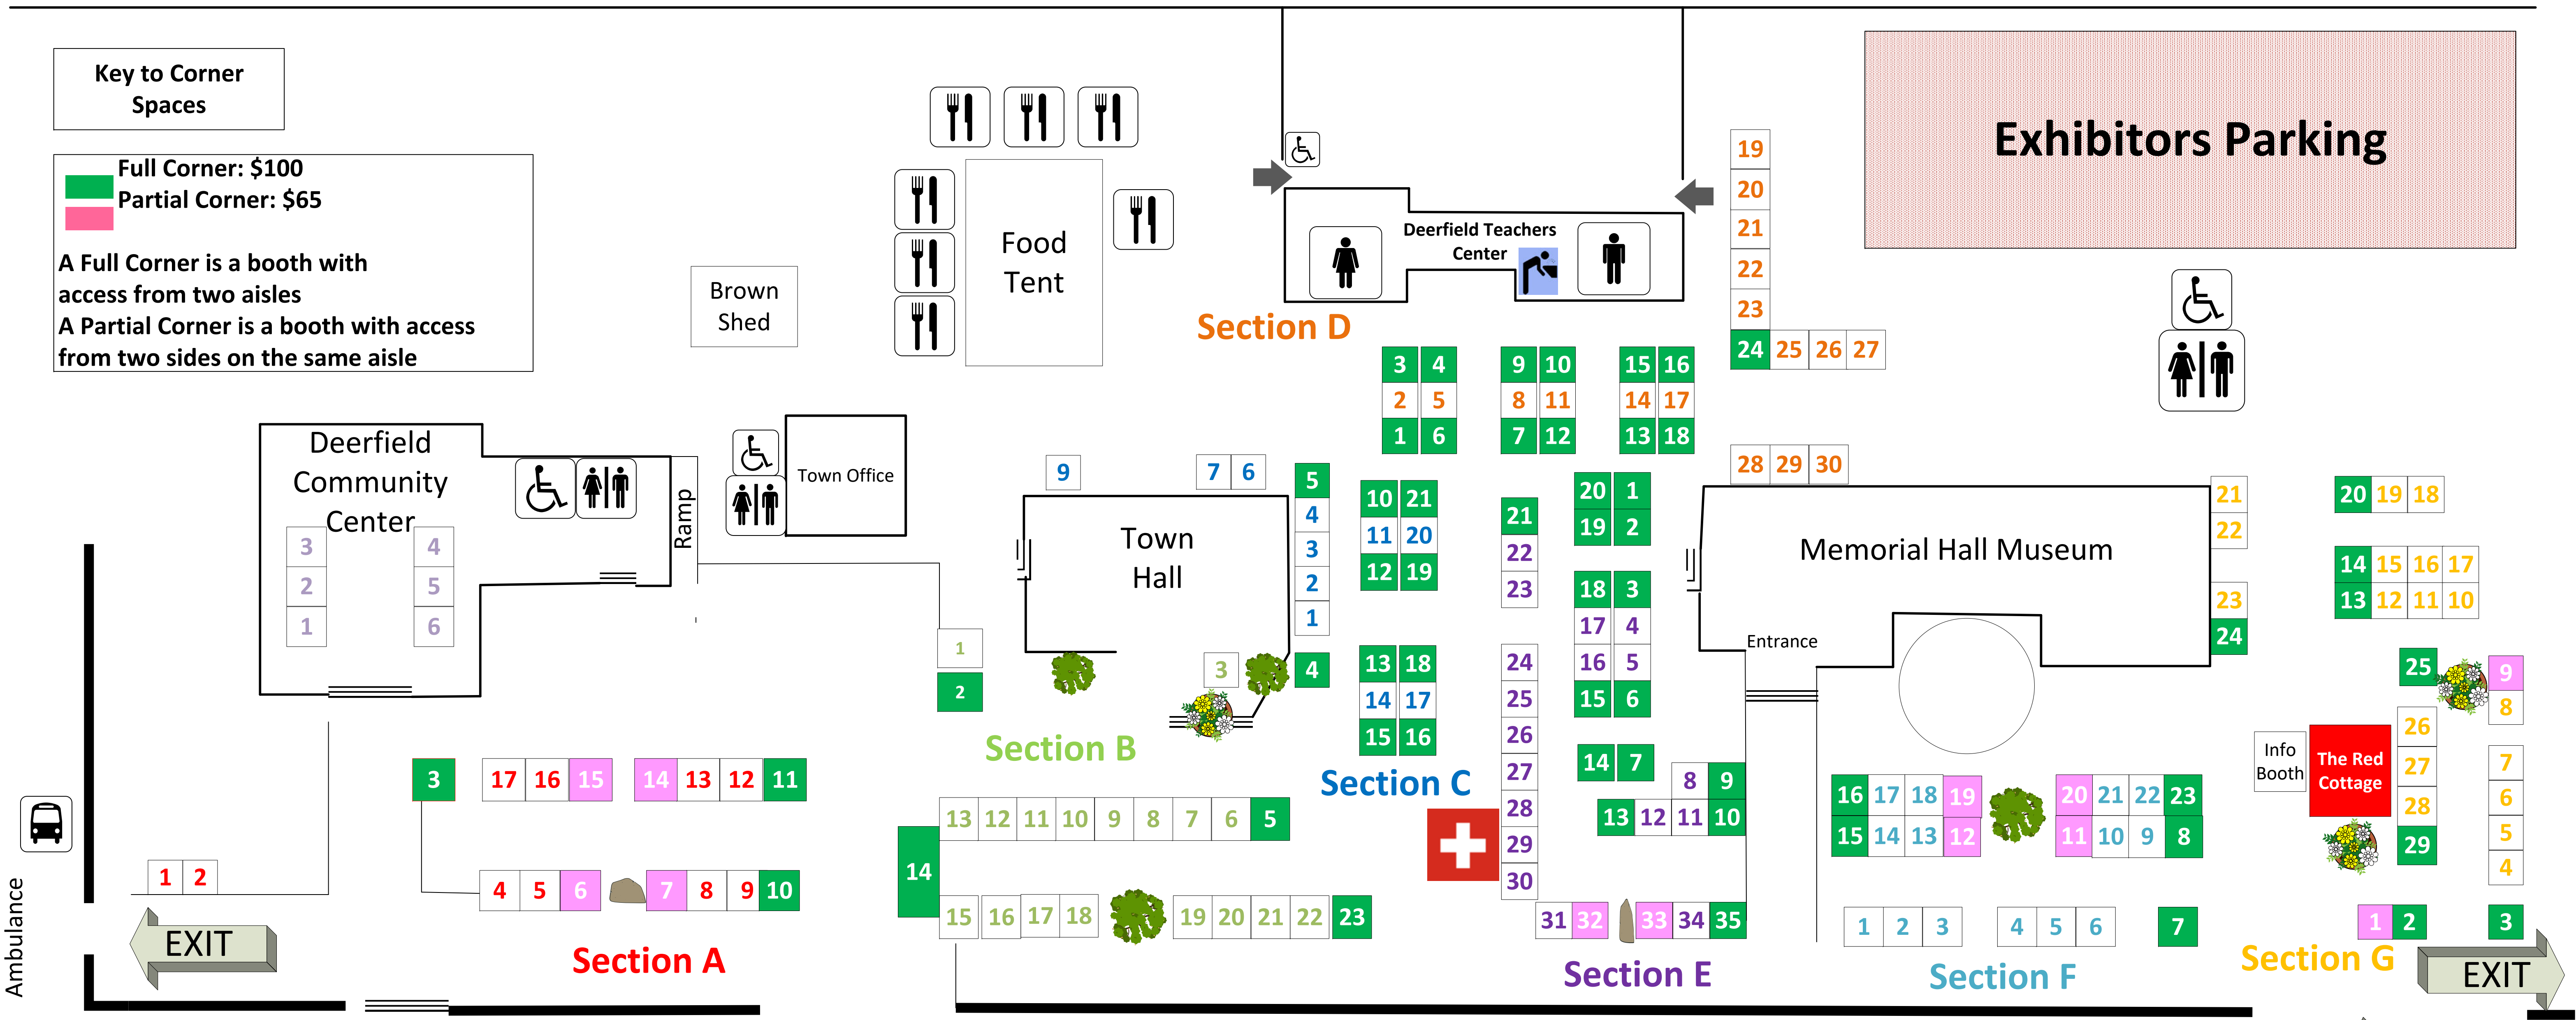 Key to Corner
Spaces
Full Corner: $100
Partial Corner: $65
A Full Corner is a booth with
access from two aisles
A Partial Corner is a booth with access
from two sides on the same aisle
Exhibitors Parking
Food
Tent
Brown
Shed
Deerfield Teachers
Center
Section D
19
20
21
22
23
24 25 26 27
3 4 9 10 15 16
2 5 8 11 14 17
1 6 7 12 13 18
28 29 30
Deerfield
Community
Center
3 4
2 5
1 6
Ramp
Town Office
Town
Hall
9 7 6 5
4
3
2
1
10 21
11 20
12 19
13 18
14 17
15 16
Section C
1
2
3 4
Section B
13 12 11 10 9 8 7 6 5
14
15 16 17 18 19 20 21 22 23
3 17 16 15 14 13 12 11
1 2
4 5 6 7 8 9 10
Section A
Ambulance
EXIT
21
22
23
24
25
26
27
28
29
30
20 1
19 2
18 3
17 4
16 5
15 6
14 7
8 9
13 12 11 10
31 32 33 34 35
Section E
Memorial Hall Museum
Entrance
16 17 18 19 20 21 22 23
15 14 13 12 11 10 9 8
1 2 3 4 5 6 7
Section F
21
22
23
24
20 19 18
14 15 16 17
13 12 11 10
25 9
8
26
27
28
29
7
6
5
4
Info
Booth
The Red
Cottage
1 2 3
Section G
EXIT